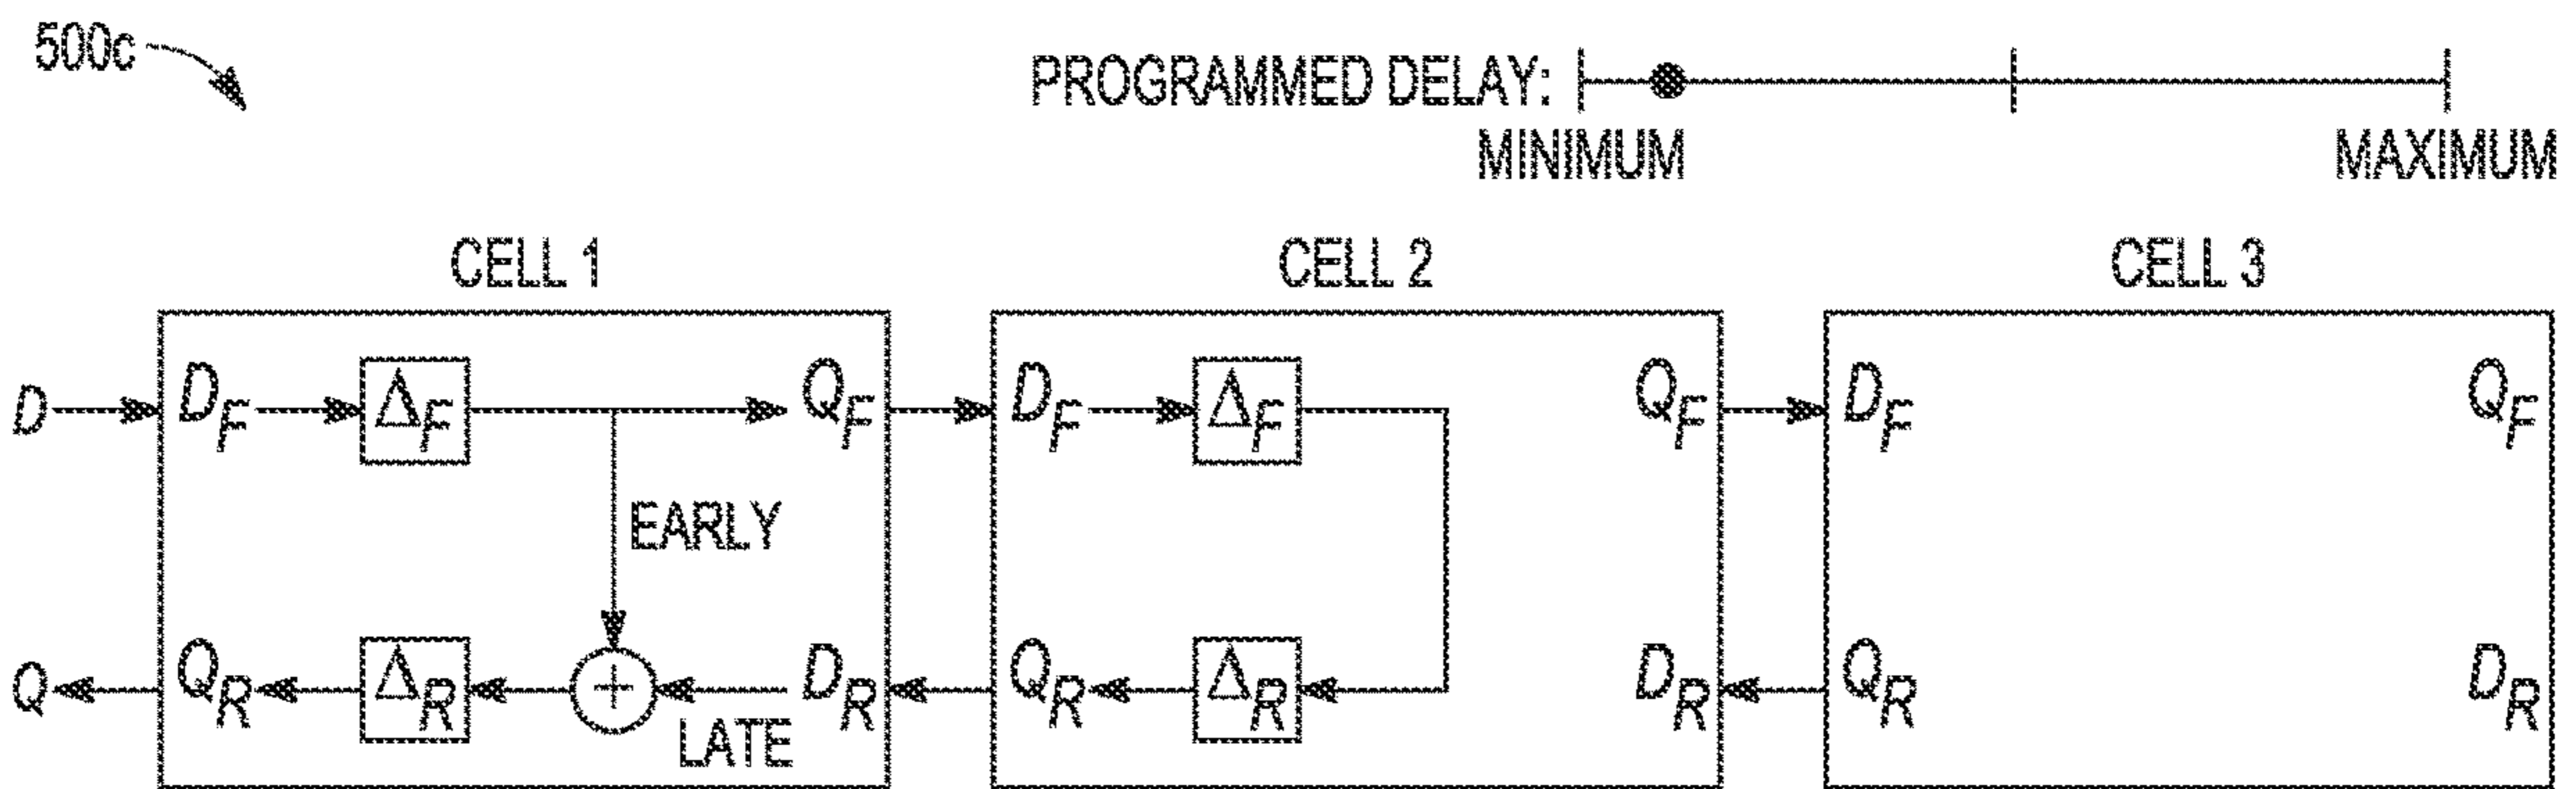 500c
PROGRAMMED DELAY:
MINIMUM MAXIMUM
CELL 1 CELL 2 CELL 3
D D_F Δ_F Q_F D_F Δ_F Q_F D_F Q_F
EARLY
Q Q_R Δ_R + D_R Q_R Δ_R D_R Q_R D_R
LATE